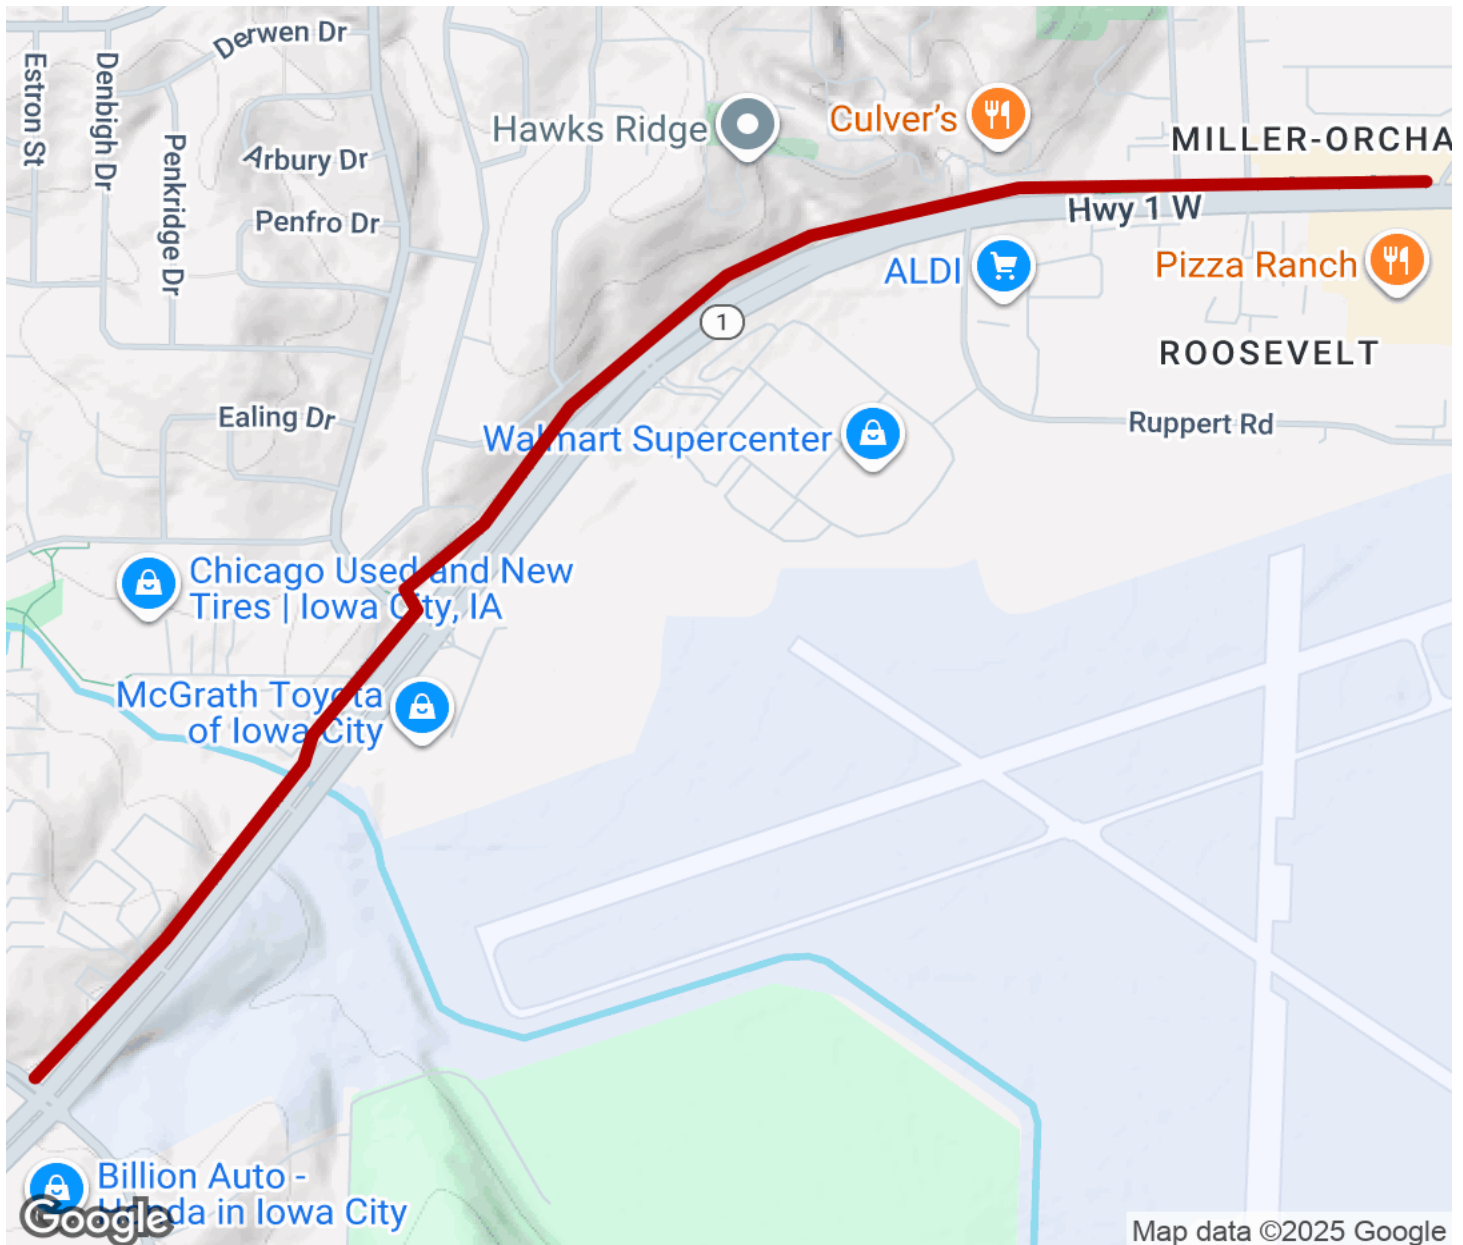 Derwen Dr
Estron St
Denbigh Dr
Penkridge Dr
Arbury Dr
Penfro Dr
Hawks Ridge
Culver's
MILLER-ORCHA
Hwy 1 W
ALDI
Pizza Ranch
1
ROOSEVELT
Ealing Dr
Walmart Supercenter
Ruppert Rd
Chicago Used and New
Tires | Iowa City, IA
McGrath Toyota
of Iowa City
Billion Auto -
Honda in Iowa City
Google
Map data ©2025 Google